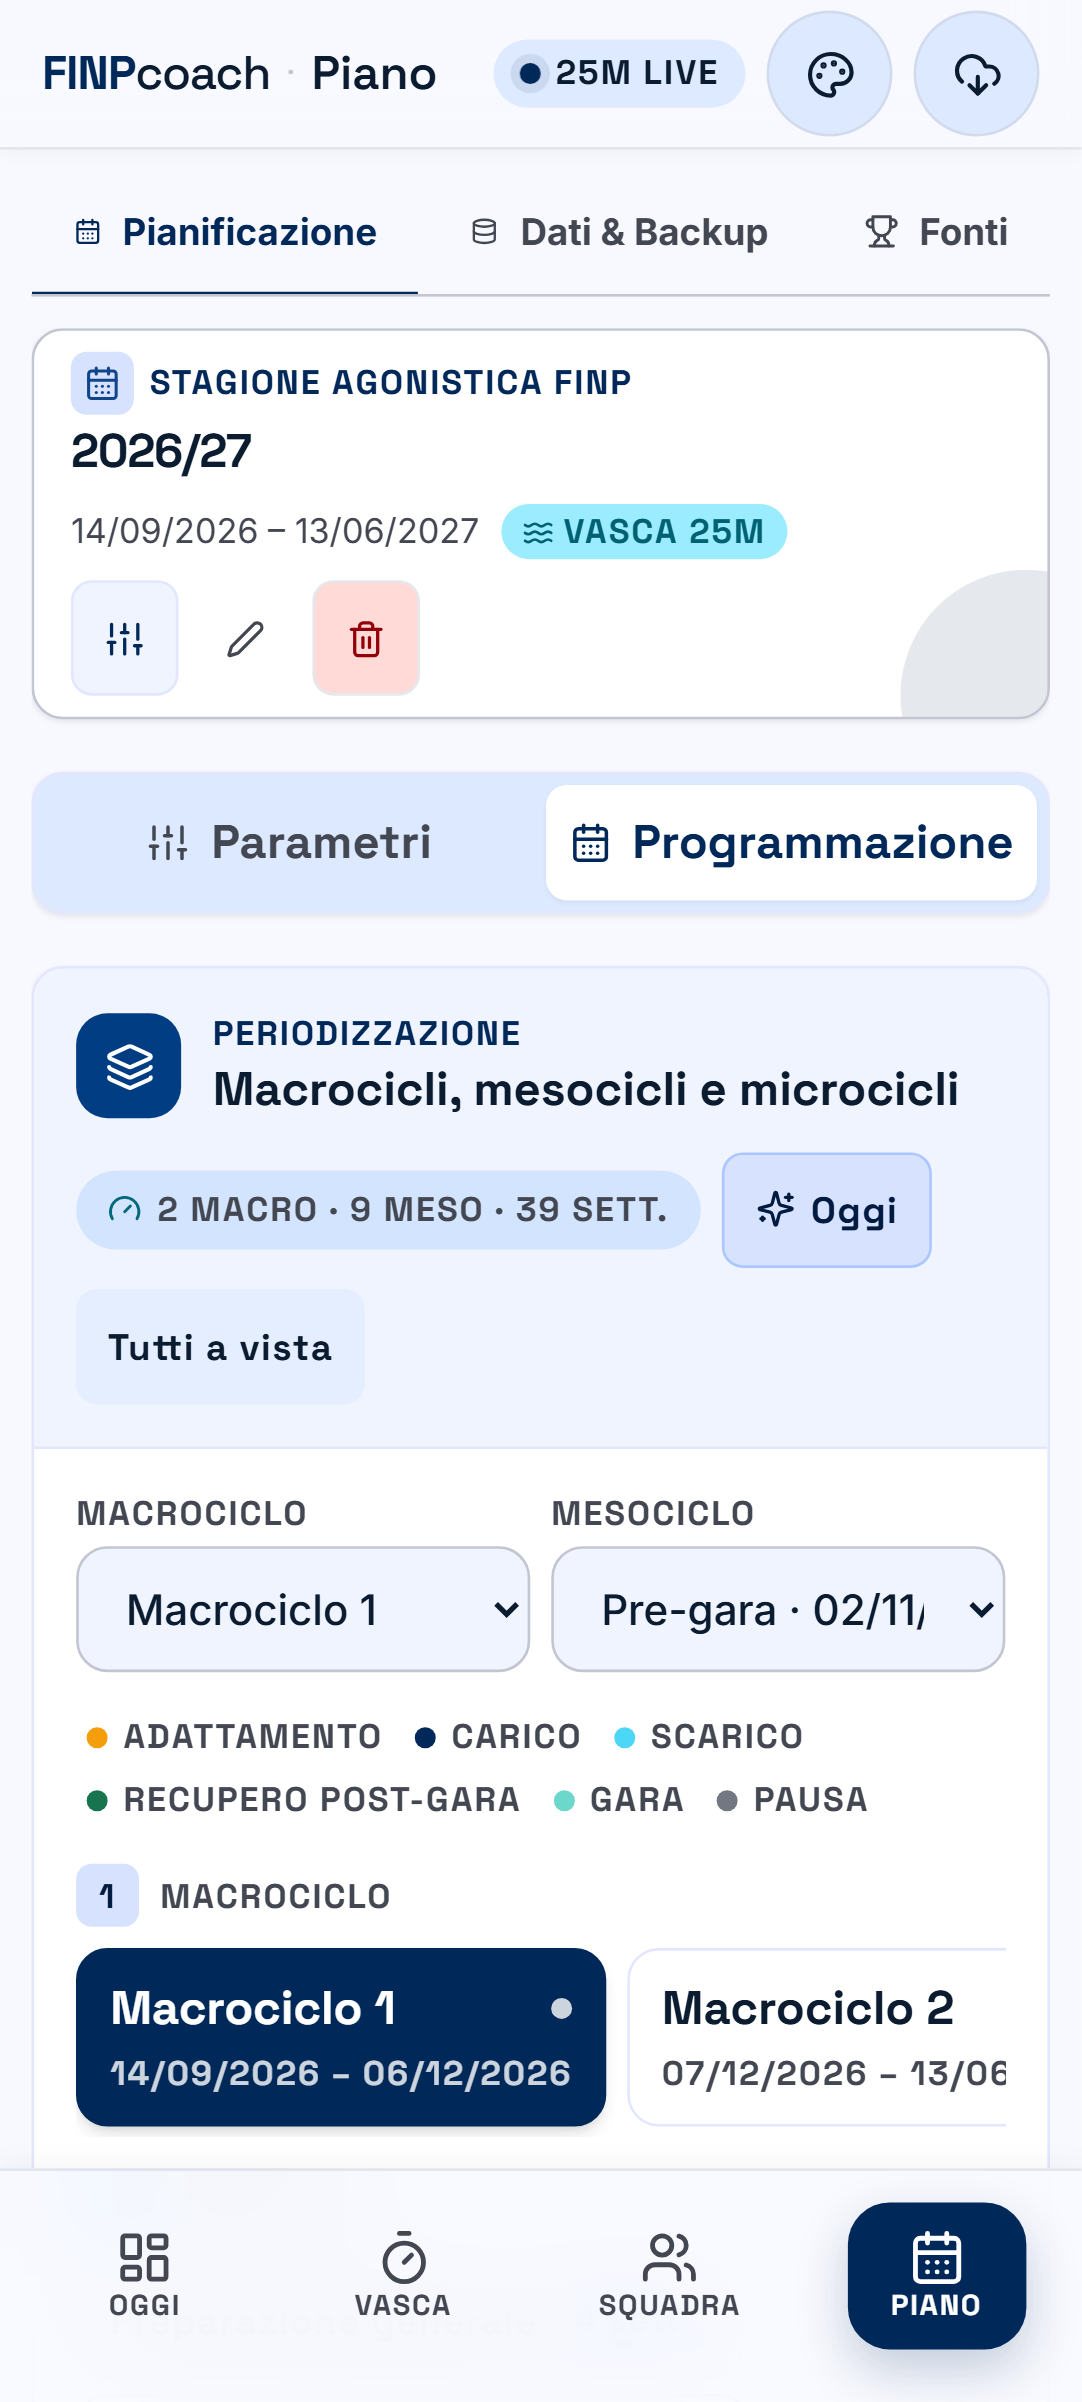 FINPcoach · Piano
25M LIVE
Pianificazione
Dati & Backup
Fonti
STAGIONE AGONISTICA FINP
2026/27
14/09/2026 – 13/06/2027
VASCA 25M
Parametri
Programmazione
PERIODIZZAZIONE
Macrocicli, mesocicli e microcicli
2 MACRO · 9 MESO · 39 SETT.
Oggi
Tutti a vista
MACROCICLO
MESOCICLO
Macrociclo 1
Pre-gara · 02/11/
ADATTAMENTO
CARICO
SCARICO
RECUPERO POST-GARA
GARA
PAUSA
1
MACROCICLO
Macrociclo 1
14/09/2026 – 06/12/2026
Macrociclo 2
07/12/2026 – 13/06
Preparazione generale
OGGI
VASCA
SQUADRA
PIANO